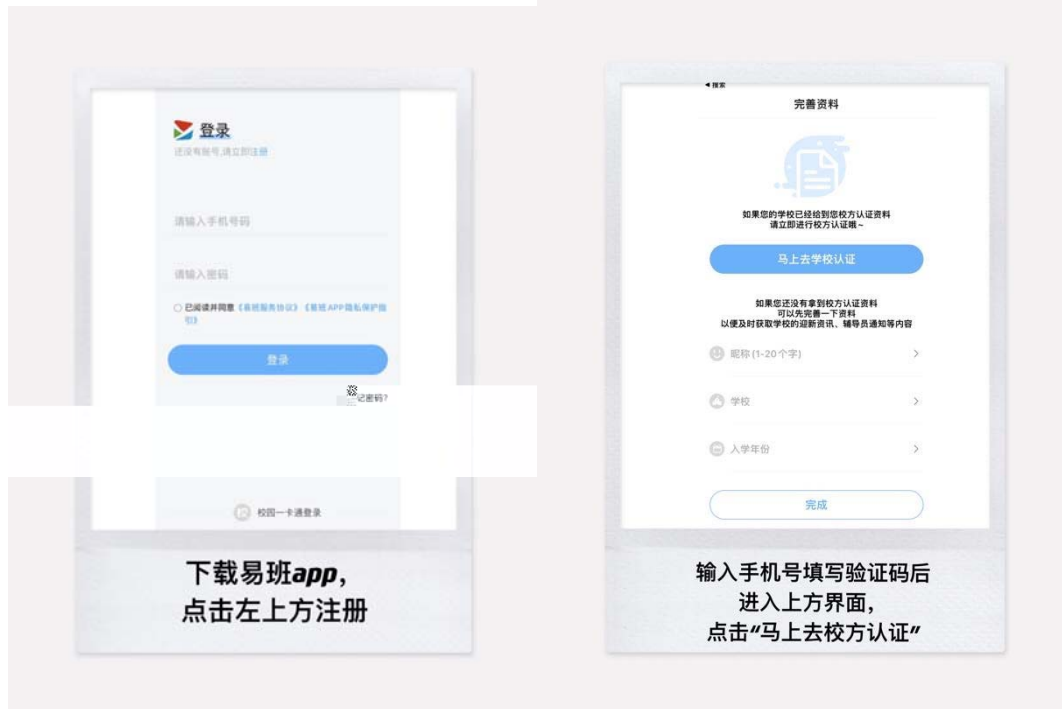 登录
还没有账号,请立即注册
请输入手机号码
请输入密码
已阅读并同意《易班服务协议》《易班APP隐私保护指
引》
登录
忘记密码?
校园一卡通登录
下载易班app,
点击左上方注册
搜索
完善资料
如果您的学校已经给到您校方认证资料
请立即进行校方认证哦~
马上去学校认证
如果您还没有拿到校方认证资料
可以先完善一下资料
以便及时获取学校的迎新资讯、辅导员通知等内容
昵称(1-20个字)
学校
入学年份
完成
输入手机号填写验证码后
进入上方界面,
点击"马上去校方认证"